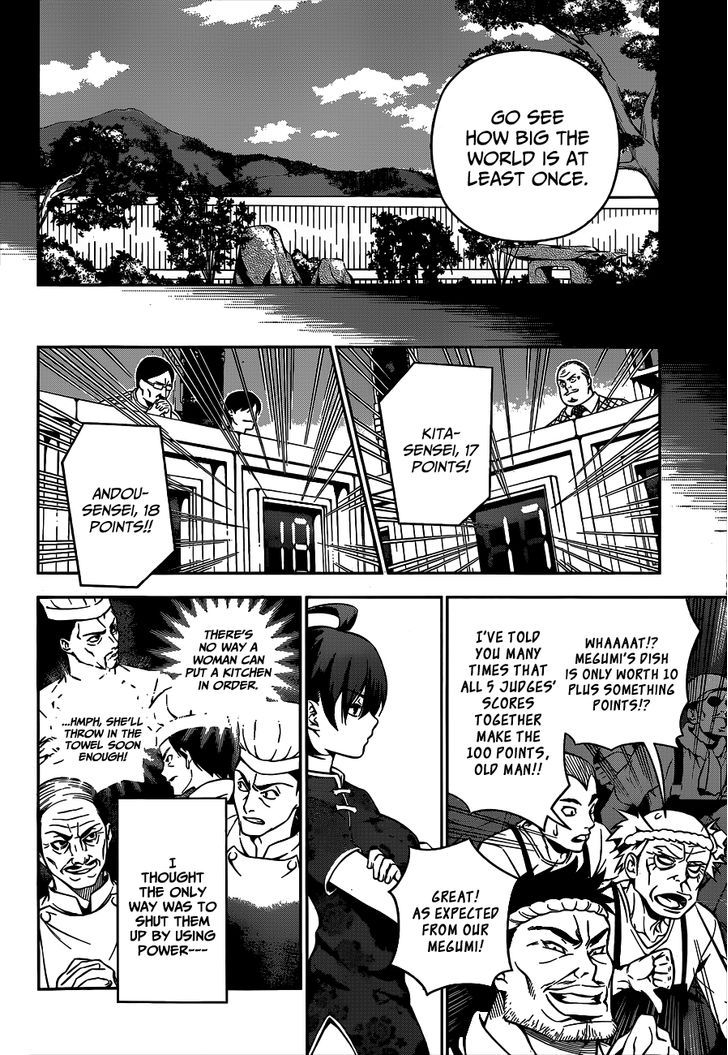 GO SEE
HOW BIG THE
WORLD IS AT
LEAST ONCE.
KITA-
SENSEI, 17
POINTS!
17
ANDOU-
SENSEI, 18
POINTS!!
18
WHAAAAT!?
MEGUMI'S DISH
IS ONLY WORTH 10
PLUS SOMETHING
POINTS!?
I'VE TOLD
YOU MANY
TIMES THAT
ALL 5 JUDGES'
SCORES
TOGETHER
MAKE THE
100 POINTS,
OLD MAN!!
GREAT!
AS EXPECTED
FROM OUR
MEGUMI!
THERE'S
NO WAY A
WOMAN CAN
PUT A KITCHEN
IN ORDER.
...HMPH, SHE'LL
THROW IN THE
TOWEL SOON
ENOUGH!
I
THOUGHT
THE ONLY
WAY WAS TO
SHUT THEM
UP BY USING
POWER---